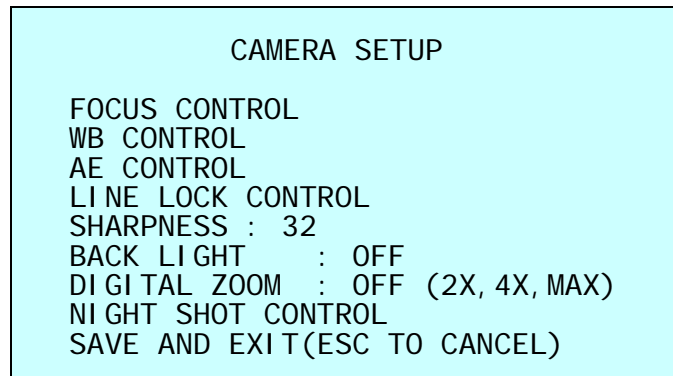 CAMERA SETUP
FOCUS CONTROL
WB CONTROL
AE CONTROL
LINE LOCK CONTROL
SHARPNESS : 32
BACK LIGHT : OFF
DIGITAL ZOOM : OFF (2X,4X,MAX)
NIGHT SHOT CONTROL
SAVE AND EXIT(ESC TO CANCEL)